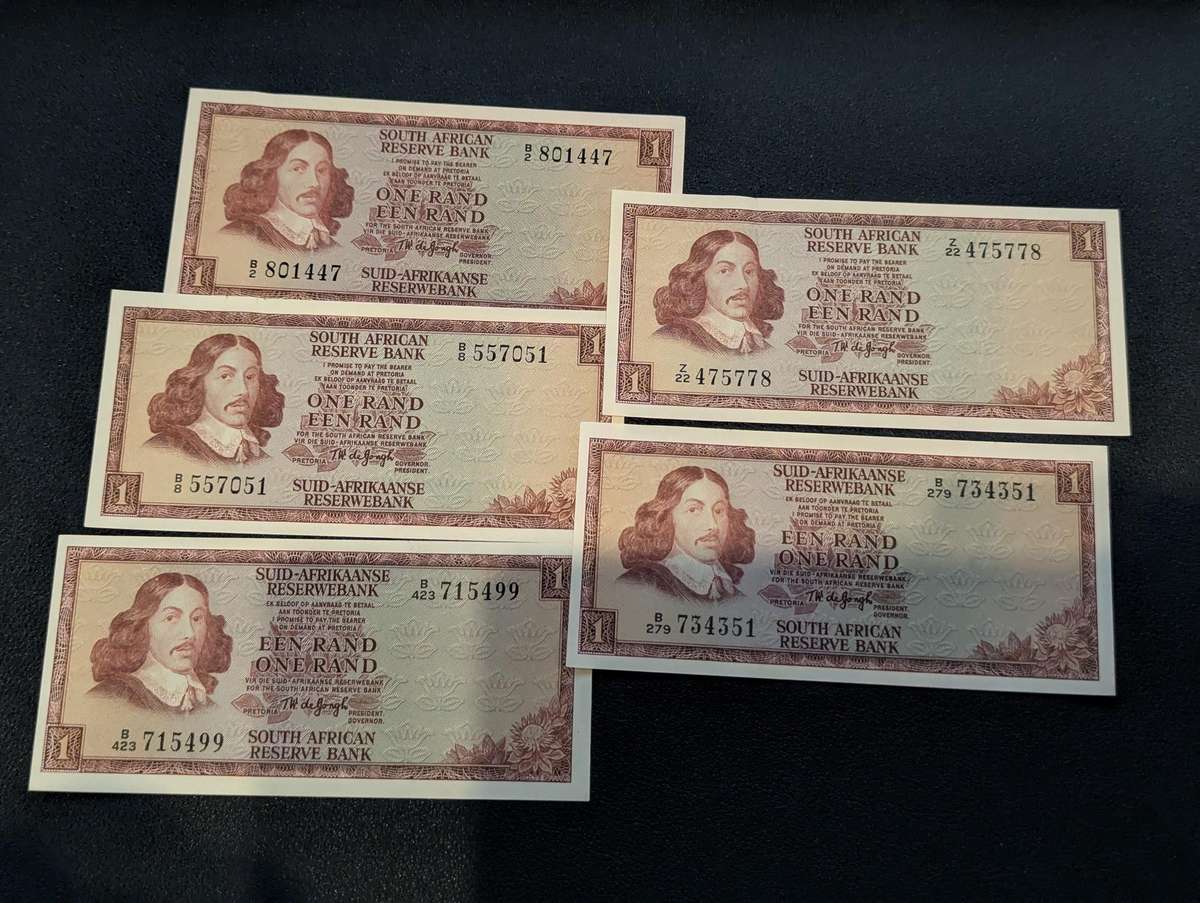 SOUTH AFRICAN
RESERVE BANK
B/2 801447
1
I PROMISE TO PAY THE BEARER
ON DEMAND AT PRETORIA
EK BELOOF OP AANVRAAG TE BETAAL
AAN TOONDER TE PRETORIA
ONE RAND
EEN RAND
FOR THE SOUTH AFRICAN RESERVE BANK
VIR DIE SUID-AFRIKAANSE RESERWEBANK
PRETORIA T.W. de Jongh GOVERNOR.
PRESIDENT.
1
B/2 801447
SUID-AFRIKAANSE
RESERWEBANK
SOUTH AFRICAN
RESERVE BANK
Z/22 475778
1
I PROMISE TO PAY THE BEARER
ON DEMAND AT PRETORIA
EK BELOOF OP AANVRAAG TE BETAAL
AAN TOONDER TE PRETORIA
ONE RAND
EEN RAND
FOR THE SOUTH AFRICAN RESERVE BANK
VIR DIE SUID-AFRIKAANSE RESERWEBANK
PRETORIA T.W. de Jongh GOVERNOR.
PRESIDENT.
1
Z/22 475778
SUID-AFRIKAANSE
RESERWEBANK
SOUTH AFRICAN
RESERVE BANK
B/8 557051
1
I PROMISE TO PAY THE BEARER
ON DEMAND AT PRETORIA
EK BELOOF OP AANVRAAG TE BETAAL
AAN TOONDER TE PRETORIA
ONE RAND
EEN RAND
FOR THE SOUTH AFRICAN RESERVE BANK
VIR DIE SUID-AFRIKAANSE RESERWEBANK
PRETORIA T.W. de Jongh GOVERNOR.
PRESIDENT.
1
B/8 557051
SUID-AFRIKAANSE
RESERWEBANK
SUID-AFRIKAANSE
RESERWEBANK
B/279 734351
1
EK BELOOF OP AANVRAAG TE BETAAL
AAN TOONDER TE PRETORIA
I PROMISE TO PAY THE BEARER
ON DEMAND AT PRETORIA
EEN RAND
ONE RAND
VIR DIE SUID-AFRIKAANSE RESERWEBANK
FOR THE SOUTH AFRICAN RESERVE BANK
PRETORIA T.W. de Jongh PRESIDENT.
GOVERNOR.
1
B/279 734351
SOUTH AFRICAN
RESERVE BANK
SUID-AFRIKAANSE
RESERWEBANK
B/423 715499
1
EK BELOOF OP AANVRAAG TE BETAAL
AAN TOONDER TE PRETORIA
I PROMISE TO PAY THE BEARER
ON DEMAND AT PRETORIA
EEN RAND
ONE RAND
VIR DIE SUID-AFRIKAANSE RESERWEBANK
FOR THE SOUTH AFRICAN RESERVE BANK
PRETORIA T.W. de Jongh PRESIDENT.
GOVERNOR.
1
B/423 715499
SOUTH AFRICAN
RESERVE BANK